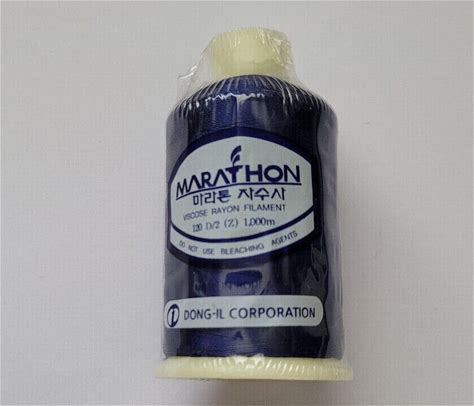 MARATHON
마라톤 자수사
VISCOSE RAYON FILAMENT
120 D/2 (Z) 1,000m
DO NOT USE BLEACHING AGENTS
DONG-IL CORPORATION